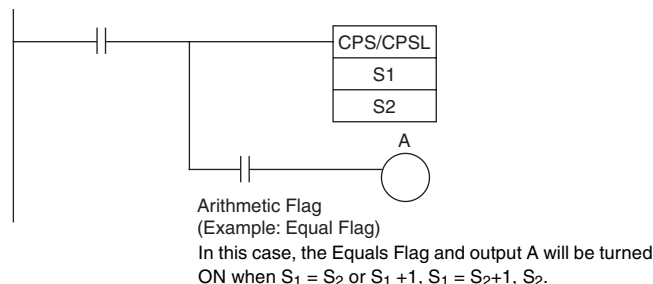 CPS/CPSL
S1
S2
A
Arithmetic Flag
(Example: Equal Flag)
In this case, the Equals Flag and output A will be turned
ON when S₁ = S₂ or S₁ +1, S₁ = S₂+1, S₂.